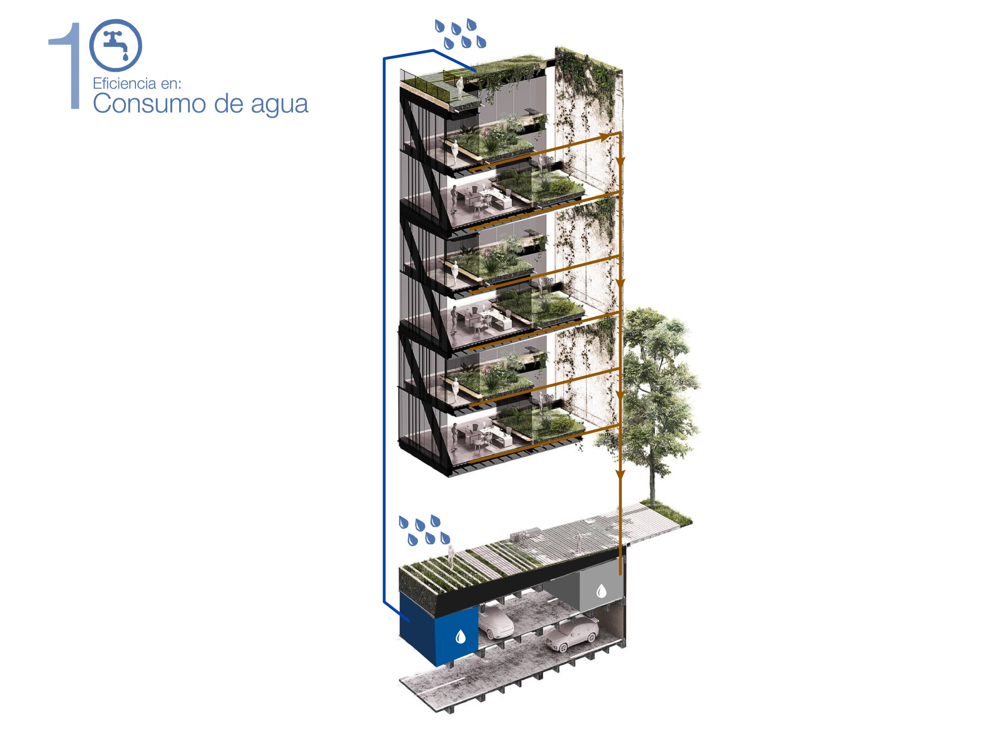 1
Eficiencia en:
Consumo de agua